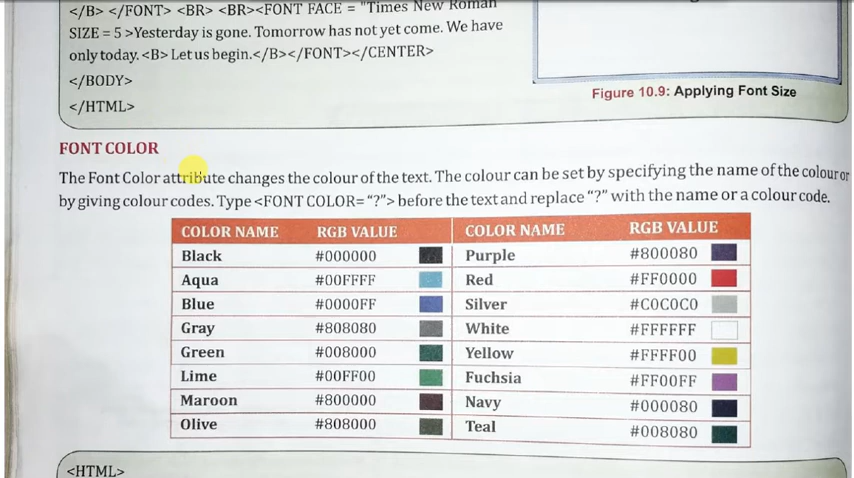 </B> </FONT> <BR> <BR><FONT FACE = "Times New Roman
SIZE = 5 >Yesterday is gone. Tomorrow has not yet come. We have
only today. <B> Let us begin.</B></FONT></CENTER>
</BODY>
</HTML>
Figure 10.9: Applying Font Size
FONT COLOR
The Font Color attribute changes the colour of the text. The colour can be set by specifying the name of the colour or
by giving colour codes. Type <FONT COLOR= "?"> before the text and replace "?" with the name or a colour code.
COLOR NAME RGB VALUE COLOR NAME RGB VALUE
Black #000000 Purple #800080
Aqua #00FFFF Red #FF0000
Blue #0000FF Silver #C0C0C0
Gray #808080 White #FFFFFF
Green #008000 Yellow #FFFF00
Lime #00FF00 Fuchsia #FF00FF
Maroon #800000 Navy #000080
Olive #808000 Teal #008080
<HTML>